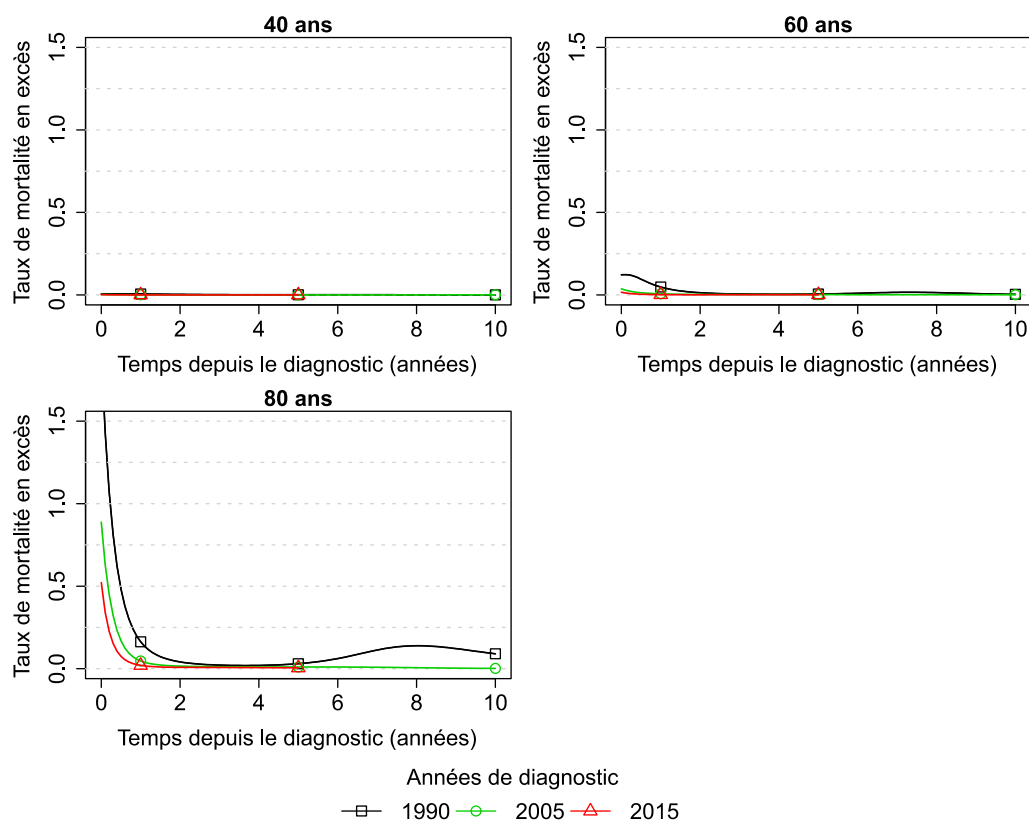 40 ans
Taux de mortalité en excès
1.5
1.0
0.5
0.0
0 2 4 6 8 10
Temps depuis le diagnostic (années)
60 ans
Taux de mortalité en excès
1.5
1.0
0.5
0.0
0 2 4 6 8 10
Temps depuis le diagnostic (années)
80 ans
Taux de mortalité en excès
1.5
1.0
0.5
0.0
0 2 4 6 8 10
Temps depuis le diagnostic (années)
Années de diagnostic
1990 2005 2015